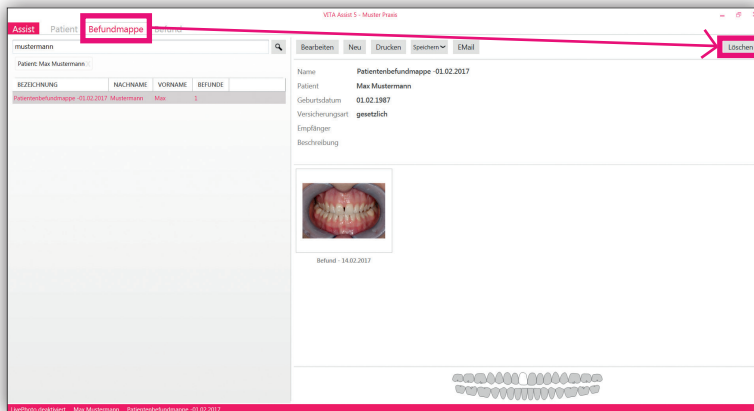 VITA Assist 5 - Muster Praxis
Assist Patient Befundmappe Befund
mustermann
Bearbeiten Neu Drucken Speichern EMail Löschen
Patient: Max Mustermann
BEZEICHNUNG NACHNAME VORNAME BEFUNDE
Patientenbefundmappe -01.02.2017 Mustermann Max 1
Name Patientenbefundmappe -01.02.2017
Patient Max Mustermann
Geburtsdatum 01.02.1987
Versicherungsart gesetzlich
Empfänger
Beschreibung
Befund - 14.02.2017
LivePhoto deaktiviert Max Mustermann Patientenbefundmappe -01.02.2017